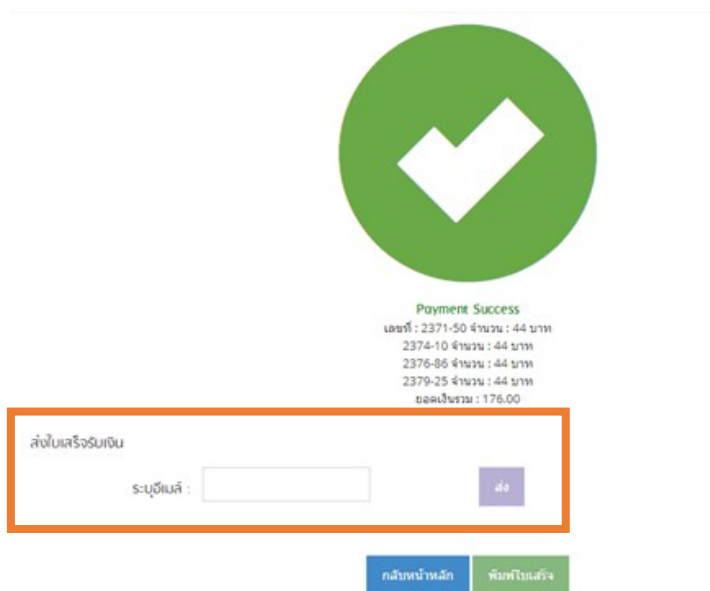 Payment Success
เลขที่ : 2371-50 จำนวน : 44 บาท
2374-10 จำนวน : 44 บาท
2376-86 จำนวน : 44 บาท
2379-25 จำนวน : 44 บาท
ยอดเงินรวม : 176.00
ส่งใบเสร็จรับเงิน
ระบุอีเมล์ :
ส่ง
กลับหน้าหลัก
พิมพ์ใบเสร็จ